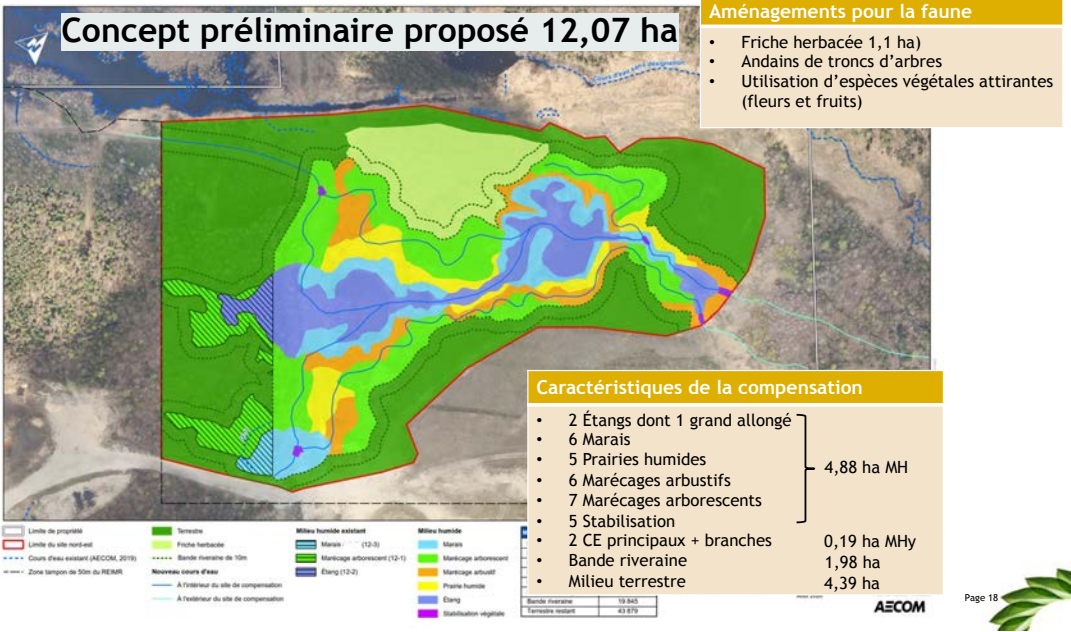 Concept préliminaire proposé 12,07 ha
Aménagements pour la faune
• Friche herbacée 1,1 ha)
• Andains de troncs d'arbres
• Utilisation d'espèces végétales attirantes
(fleurs et fruits)
Caractéristiques de la compensation
• 2 Étangs dont 1 grand allongé
• 6 Marais
• 5 Prairies humides
• 6 Marécages arbustifs
• 7 Marécages arborescents
• 5 Stabilisation
4,88 ha MH
• 2 CE principaux + branches 0,19 ha MHy
• Bande riveraine 1,98 ha
• Milieu terrestre 4,39 ha
Limite de propriété
Limite du site nord-est
Cours d'eau existant (AECOM, 2019)
Zone tampon de 50m du REIMR
Terrestre
Friche herbacée
Bande riveraine de 10m
Nouveau cours d'eau
À l'intérieur du site de compensation
À l'extérieur du site de compensation
Milieu humide existant
Marais (12-3)
Marécage arborescent (12-1)
Étang (12-2)
Milieu humide
Marais
Marécage arborescent
Marécage arbustif
Prairie humide
Étang
Stabilisation végétale
Bande riveraine 19 845
Terrestre restant 43 879
AECOM
Page 18